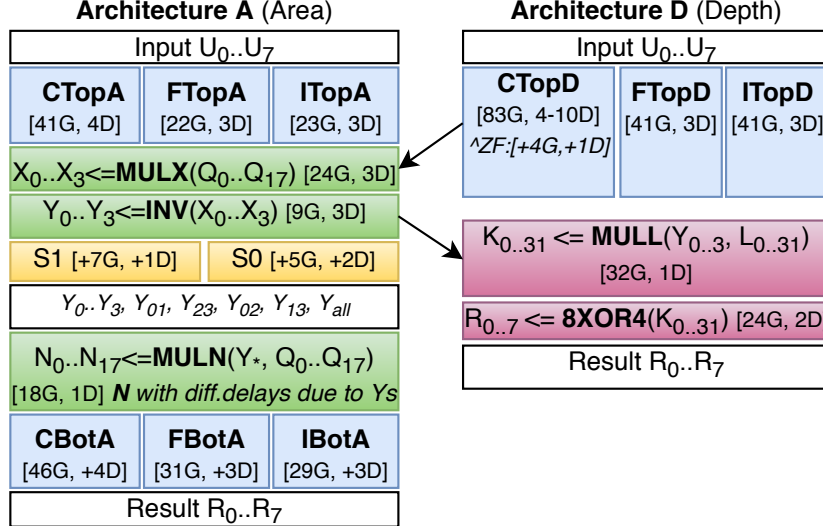 Architecture A (Area)
Input U0..U7
CTopA
[41G, 4D]
FTopA
[22G, 3D]
ITopA
[23G, 3D]
X0..X3<=MULX(Q0..Q17) [24G, 3D]
Y0..Y3<=INV(X0..X3) [9G, 3D]
S1 [+7G, +1D]
S0 [+5G, +2D]
Y0..Y3, Y01, Y23, Y02, Y13, Yall
N0..N17<=MULN(Y*, Q0..Q17)
[18G, 1D] N with diff.delays due to Ys
CBotA
[46G, +4D]
FBotA
[31G, +3D]
IBotA
[29G, +3D]
Result R0..R7
Architecture D (Depth)
Input U0..U7
CTopD
[83G, 4-10D]
^ZF:[+4G,+1D]
FTopD
[41G, 3D]
ITopD
[41G, 3D]
K0..31 <= MULL(Y0..3, L0..31)
[32G, 1D]
R0..7 <= 8XOR4(K0..31) [24G, 2D
Result R0..R7